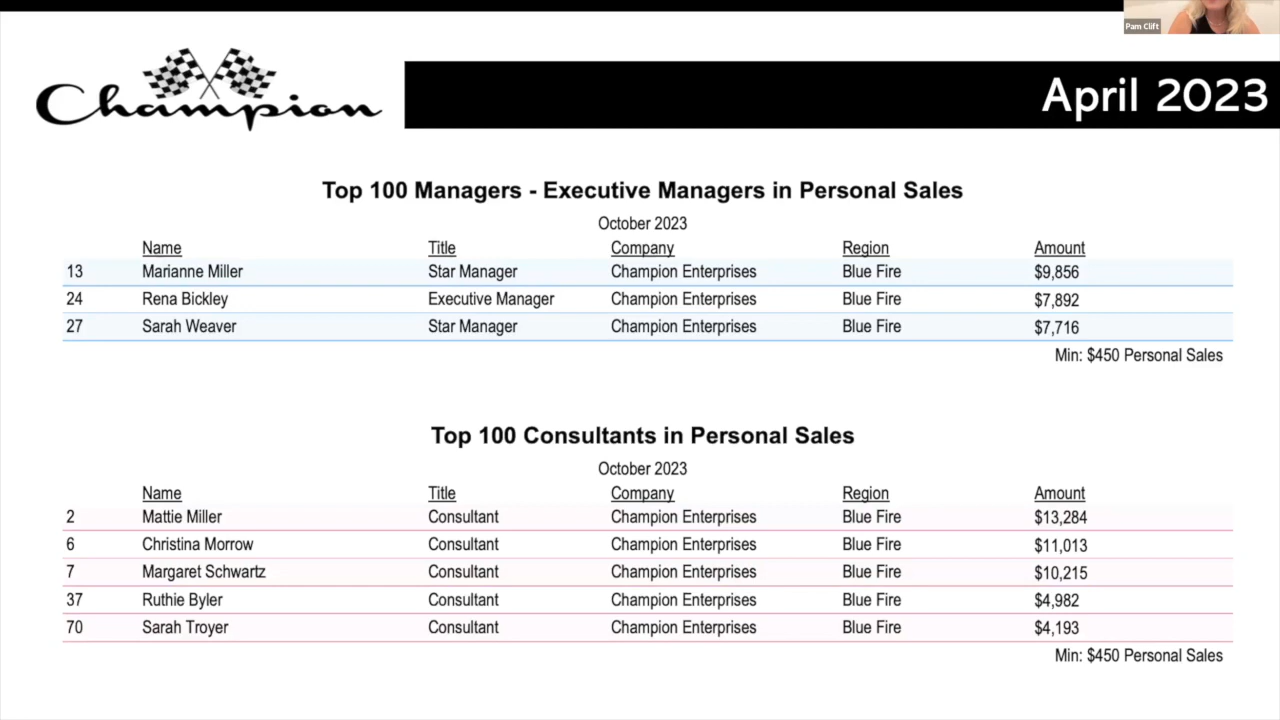 Pam Clift
Champion
April 2023
Top 100 Managers - Executive Managers in Personal Sales
October 2023
Name Title Company Region Amount
13 Marianne Miller Star Manager Champion Enterprises Blue Fire $9,856
24 Rena Bickley Executive Manager Champion Enterprises Blue Fire $7,892
27 Sarah Weaver Star Manager Champion Enterprises Blue Fire $7,716
Min: $450 Personal Sales
Top 100 Consultants in Personal Sales
October 2023
Name Title Company Region Amount
2 Mattie Miller Consultant Champion Enterprises Blue Fire $13,284
6 Christina Morrow Consultant Champion Enterprises Blue Fire $11,013
7 Margaret Schwartz Consultant Champion Enterprises Blue Fire $10,215
37 Ruthie Byler Consultant Champion Enterprises Blue Fire $4,982
70 Sarah Troyer Consultant Champion Enterprises Blue Fire $4,193
Min: $450 Personal Sales